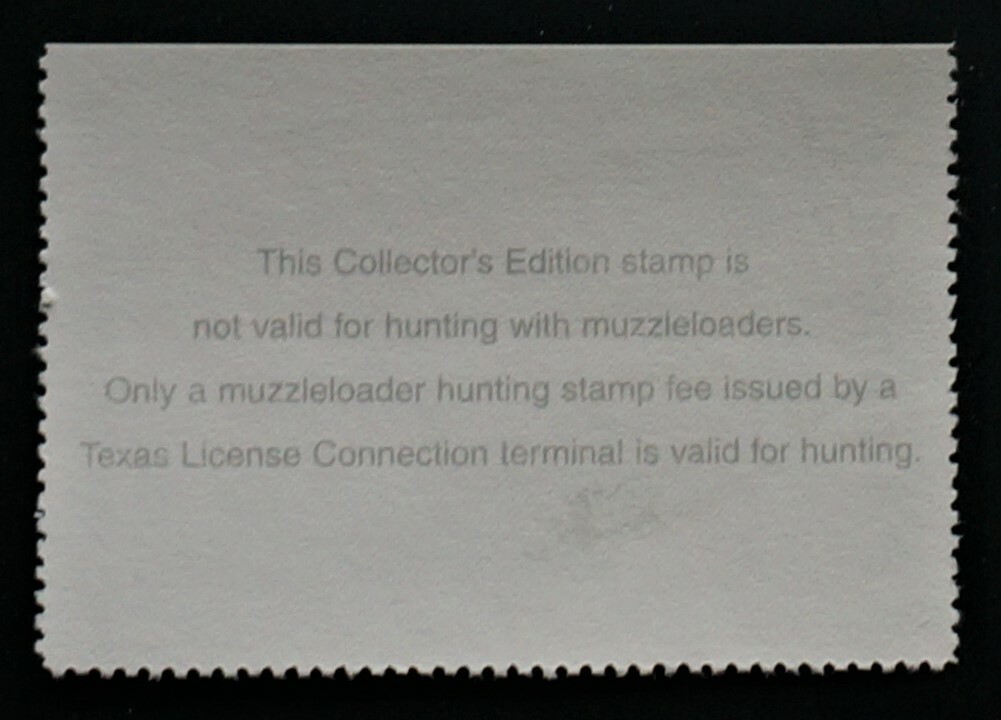 This Collector's Edition stamp is
not valid for hunting with muzzleloaders.
Only a muzzleloader hunting stamp fee issued by a
Texas License Connection terminal is valid for hunting.